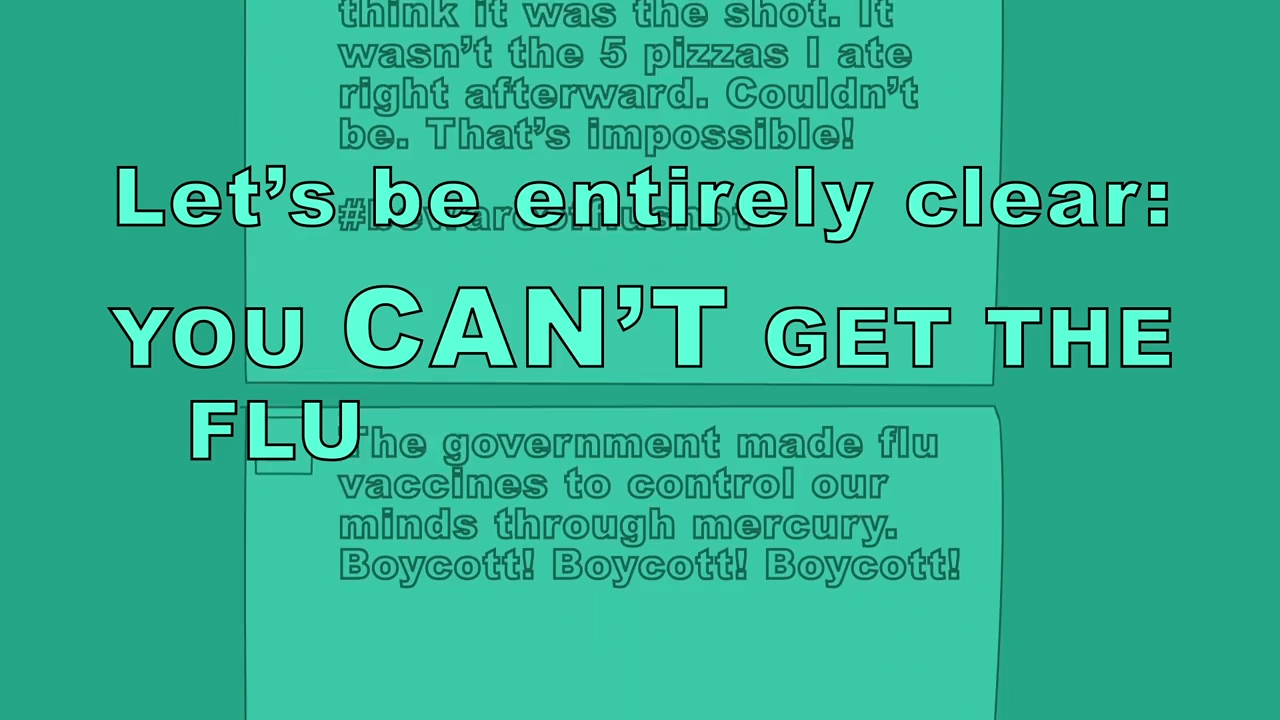 think it was the shot. It
wasn't the 5 pizzas I ate
right afterward. Couldn't
be. That's impossible!
#bewareofflushot
Let's be entirely clear:
YOU CAN'T GET THE
FLU
The government made flu
vaccines to control our
minds through mercury.
Boycott! Boycott! Boycott!